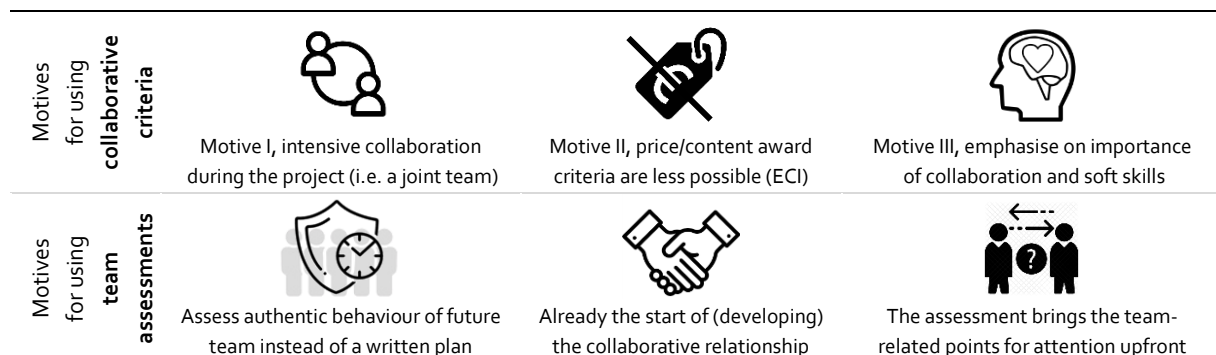 Motives
for using
collaborative
criteria
Motive I, intensive collaboration
during the project (i.e. a joint team)
Motive II, price/content award
criteria are less possible (ECI)
Motive III, emphasise on importance
of collaboration and soft skills
Motives
for using
team
assessments
?
Assess authentic behaviour of future
team instead of a written plan
Already the start of (developing)
the collaborative relationship
The assessment brings the team-
related points for attention upfront